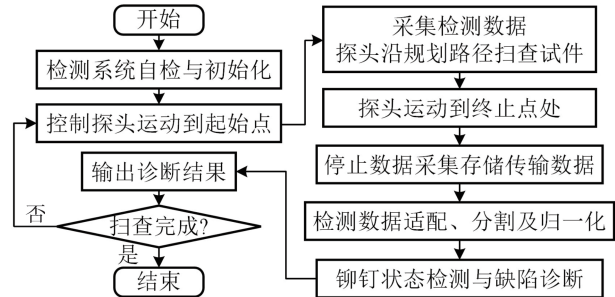 开始
检测系统自检与初始化
控制探头运动到起始点
采集检测数据
探头沿规划路径扫查试件
探头运动到终止点处
停止数据采集存储传输数据
检测数据适配、分割及归一化
铆钉状态检测与缺陷诊断
输出诊断结果
扫查完成?
否
是
结束